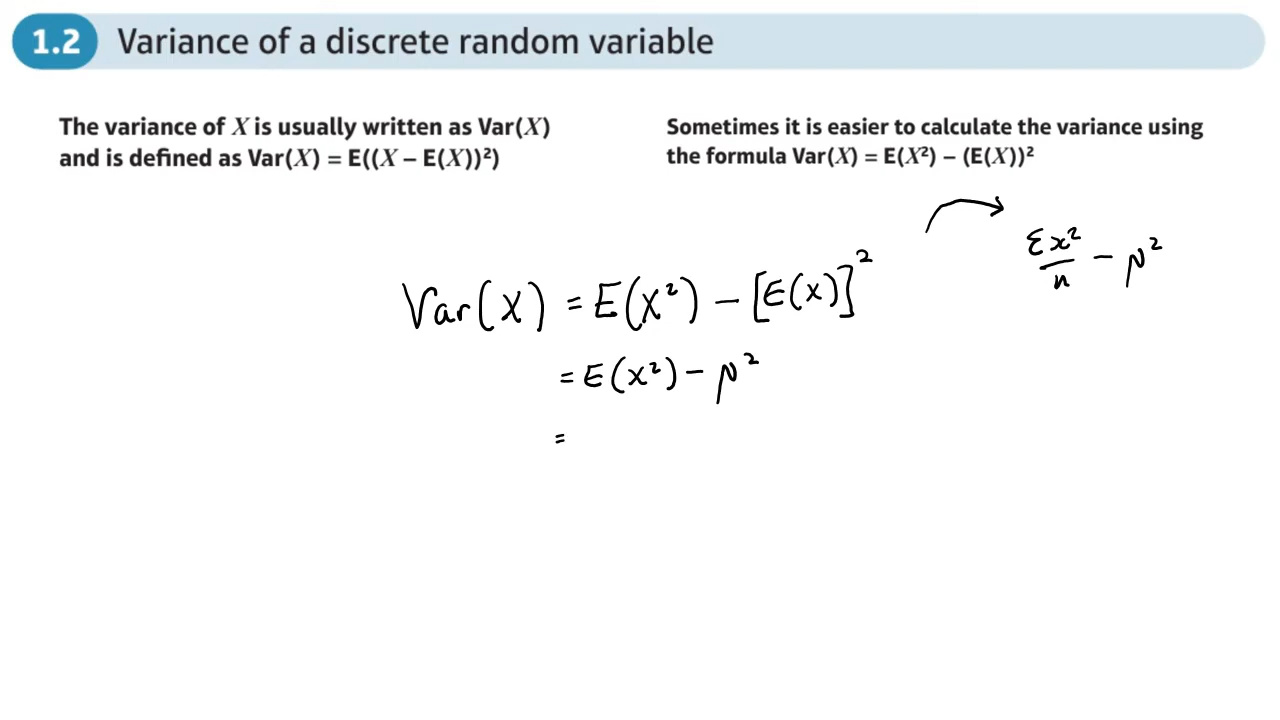 1.2 Variance of a discrete random variable
The variance of X is usually written as Var(X)
and is defined as Var(X) = E((X – E(X))²)
Sometimes it is easier to calculate the variance using
the formula Var(X) = E(X²) – (E(X))²
Σx²/n – μ²
Var(X) = E(X²) – [E(X)]²
= E(X²) – μ²
=